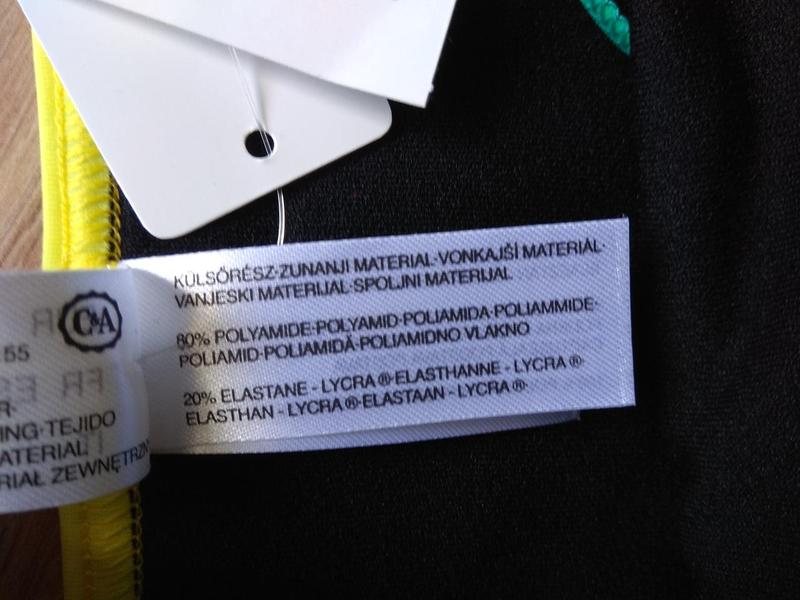 KÜLSŐRÉSZ·ZUNANJI MATERIAL·VONKAJŠÍ MATERIÁL·
VANJESKI MATERIJAL·SPOLJNI MATERIJAL
80% POLYAMIDE·POLYAMID·POLIAMIDA·POLIAMMIDE·
POLIAMID·POLIAMIDĂ·POLIAMIDNO VLAKNO
20% ELASTANE - LYCRA ®·ELASTHANNE - LYCRA ®·
ELASTHAN - LYCRA ®·ELASTAAN - LYCRA ®·
C&A
55
R·
ING·TEJIDO
ATERIAL
RIAŁ ZEWNĘTRZN